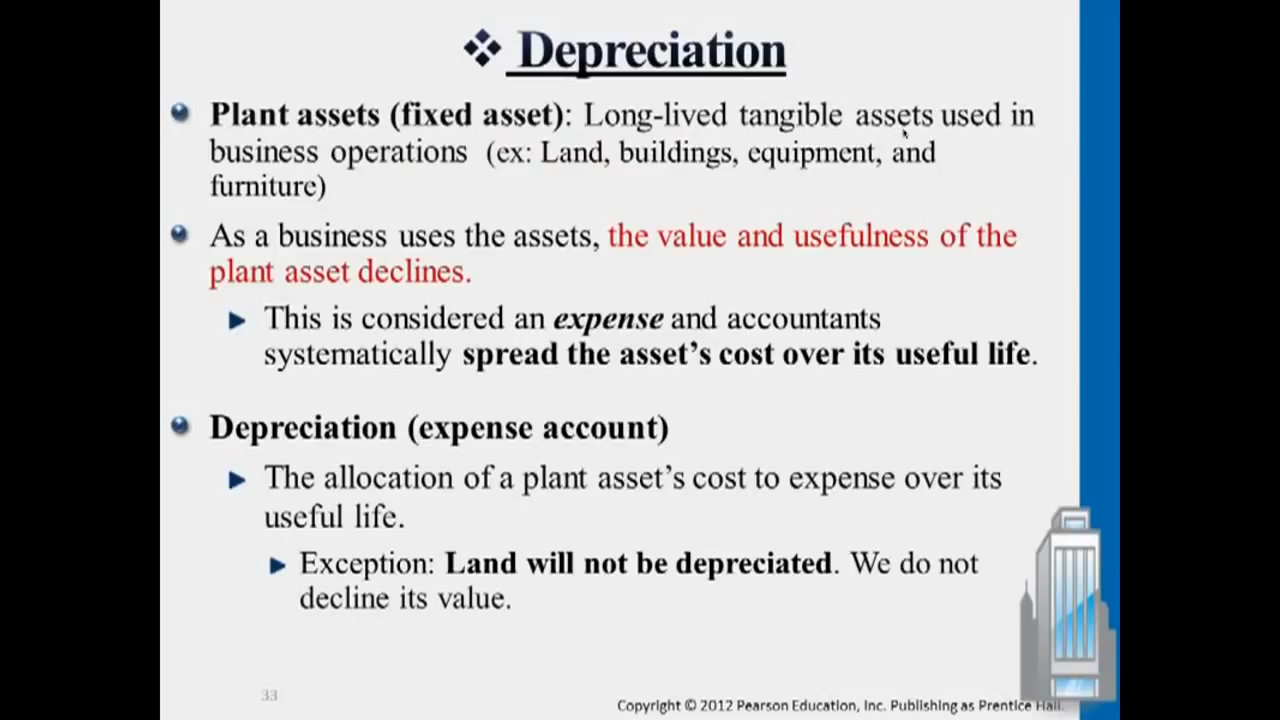 ❖ Depreciation
Plant assets (fixed asset): Long-lived tangible assets used in
business operations (ex: Land, buildings, equipment, and
furniture)
As a business uses the assets, the value and usefulness of the
plant asset declines.
This is considered an expense and accountants
systematically spread the asset's cost over its useful life.
Depreciation (expense account)
The allocation of a plant asset's cost to expense over its
useful life.
Exception: Land will not be depreciated. We do not
decline its value.
33
Copyright © 2012 Pearson Education, Inc. Publishing as Prentice Hall.